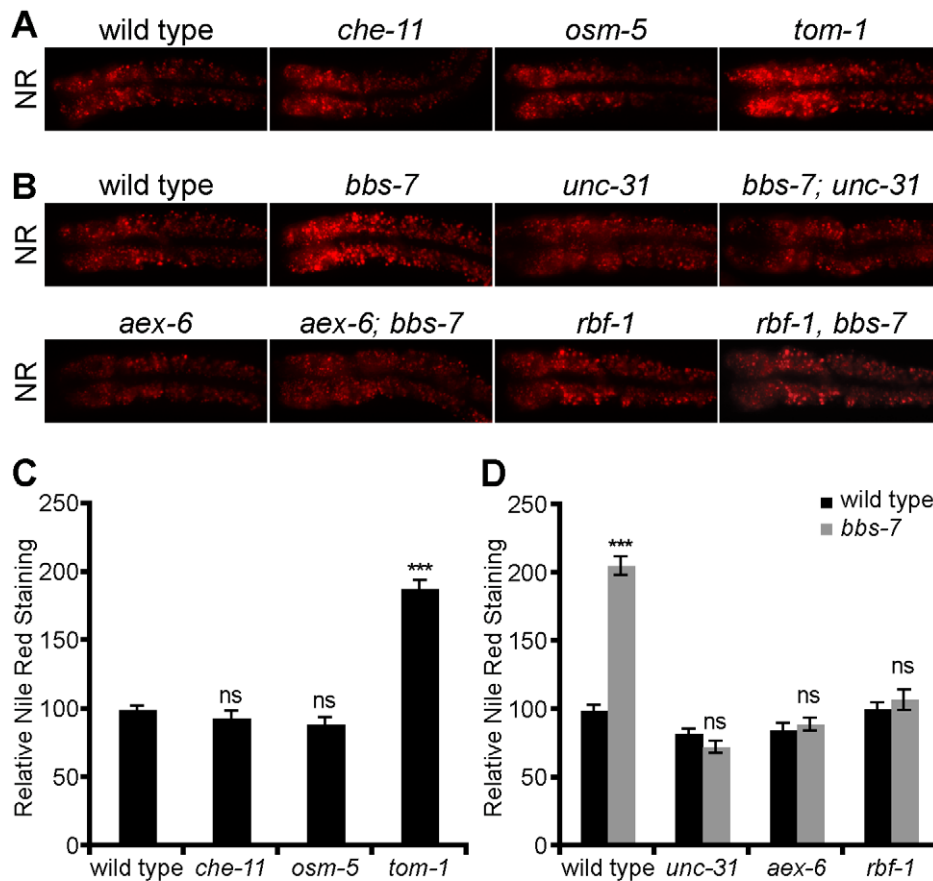 A
wild type che-11 osm-5 tom-1
NR
B
wild type bbs-7 unc-31 bbs-7; unc-31
NR
aex-6 aex-6; bbs-7 rbf-1 rbf-1, bbs-7
NR
C
Relative Nile Red Staining
250
200
150
100
50
0
ns
ns
***
wild type che-11 osm-5 tom-1
D
wild type
bbs-7
Relative Nile Red Staining
250
200
150
100
50
0
***
ns
ns
ns
wild type unc-31 aex-6 rbf-1